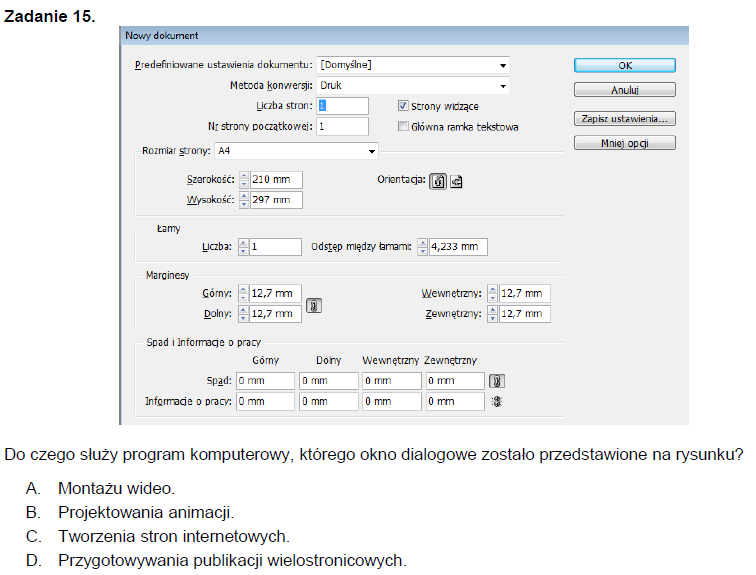 Zadanie 15.
Nowy dokument
Predefiniowane ustawienia dokumentu: [Domyślne]
OK
Metoda konwersji: Druk
Anuluj
Liczba stron: 1 Strony widzące
Nr strony początkowej: 1 Główna ramka tekstowa
Zapisz ustawienia...
Mniej opcji
Rozmiar strony: A4
Szerokość: 210 mm Orientacja:
Wysokość: 297 mm
Łamy
Liczba: 1 Odstęp między łamami: 4,233 mm
Marginesy
Górny: 12,7 mm Wewnętrzny: 12,7 mm
Dolny: 12,7 mm Zewnętrzny: 12,7 mm
Spad i Informacje o pracy
Górny Dolny Wewnętrzny Zewnętrzny
Spad: 0 mm 0 mm 0 mm 0 mm
Informacje o pracy: 0 mm 0 mm 0 mm 0 mm
Do czego służy program komputerowy, którego okno dialogowe zostało przedstawione na rysunku?
A. Montażu wideo.
B. Projektowania animacji.
C. Tworzenia stron internetowych.
D. Przygotowywania publikacji wielostronicowych.